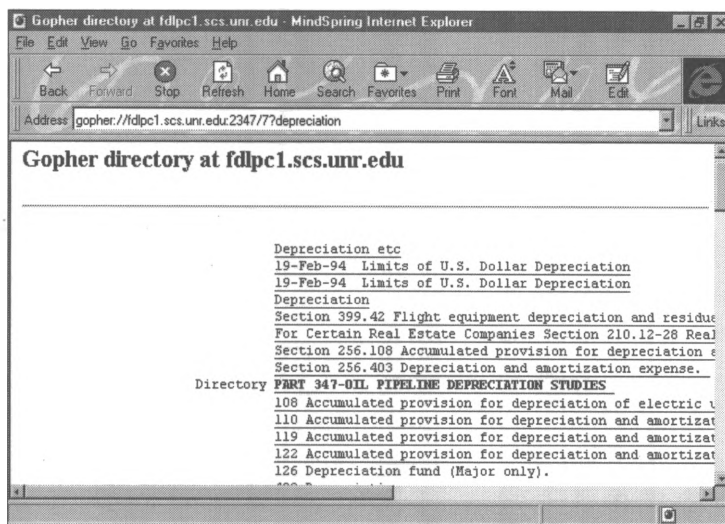 Gopher directory at fdlpc1.scs.unr.edu - MindSpring Internet Explorer
File Edit View Go Favorites Help
Back Forward Stop Refresh Home Search Favorites Print Font Mail Edit
Address gopher://fdlpc1.scs.unr.edu:2347/7?depreciation Links
Gopher directory at fdlpc1.scs.unr.edu
Depreciation etc
19-Feb-94 Limits of U.S. Dollar Depreciation
19-Feb-94 Limits of U.S. Dollar Depreciation
Depreciation
Section 399.42 Flight equipment depreciation and residua
For Certain Real Estate Companies Section 210.12-28 Real
Section 256.108 Accumulated provision for depreciation a
Section 256.403 Depreciation and amortization expense.
Directory PART 347-OIL PIPELINE DEPRECIATION STUDIES
108 Accumulated provision for depreciation of electric u
110 Accumulated provision for depreciation and amortizat
119 Accumulated provision for depreciation and amortizat
122 Accumulated provision for depreciation and amortizat
126 Depreciation fund (Major only).